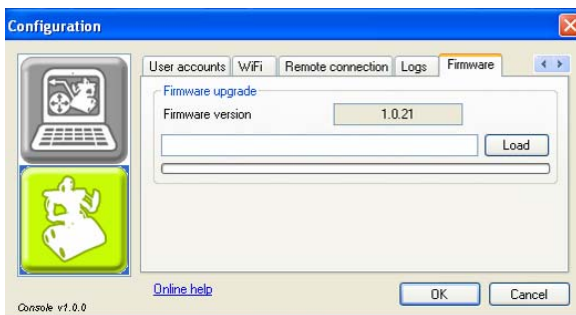 Configuration
User accounts WiFi Remote connection Logs Firmware
Firmware upgrade
Firmware version 1.0.21
Load
Online help
OK Cancel
Console v1.0.0